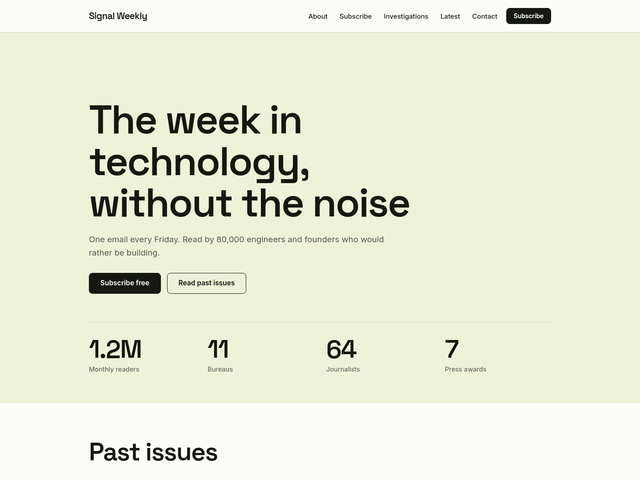 Signal Weekly
About
Subscribe
Investigations
Latest
Contact
Subscribe
The week in
technology,
without the noise
One email every Friday. Read by 80,000 engineers and founders who would
rather be building.
Subscribe free
Read past issues
1.2M
Monthly readers
11
Bureaus
64
Journalists
7
Press awards
Past issues